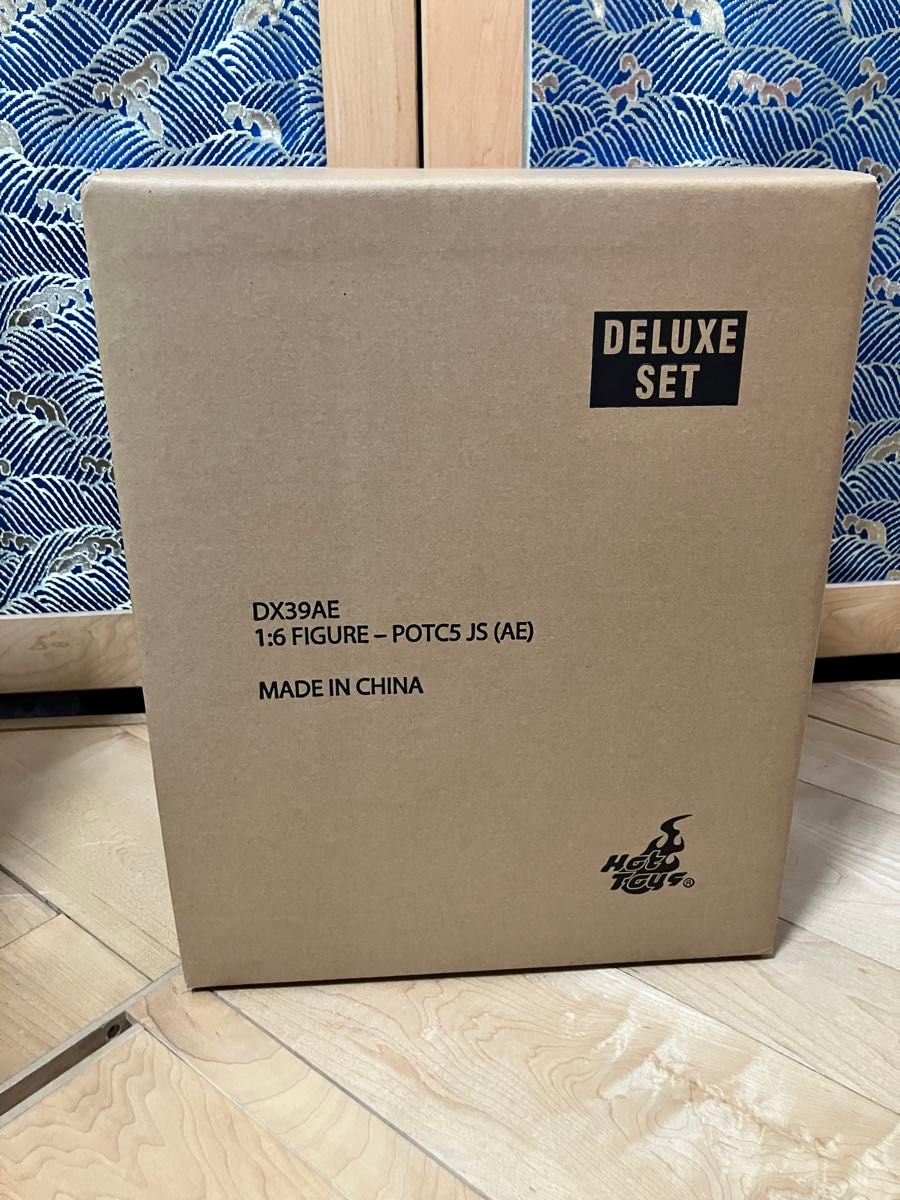 DELUXE
SET
DX39AE
1:6 FIGURE – POTC5 JS (AE)
MADE IN CHINA
Hot
Toys®